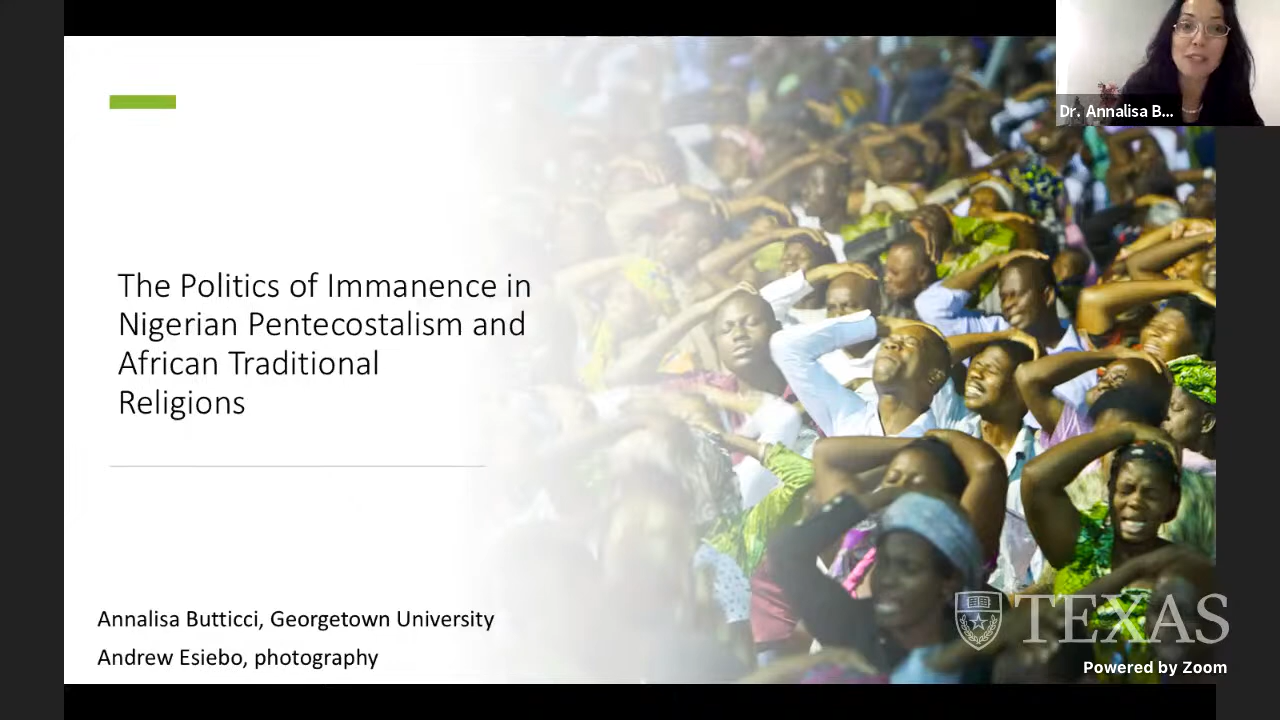 Dr. Annalisa B...
The Politics of Immanence in
Nigerian Pentecostalism and
African Traditional
Religions
Annalisa Butticci, Georgetown University
Andrew Esiebo, photography
TEXAS
Powered by Zoom